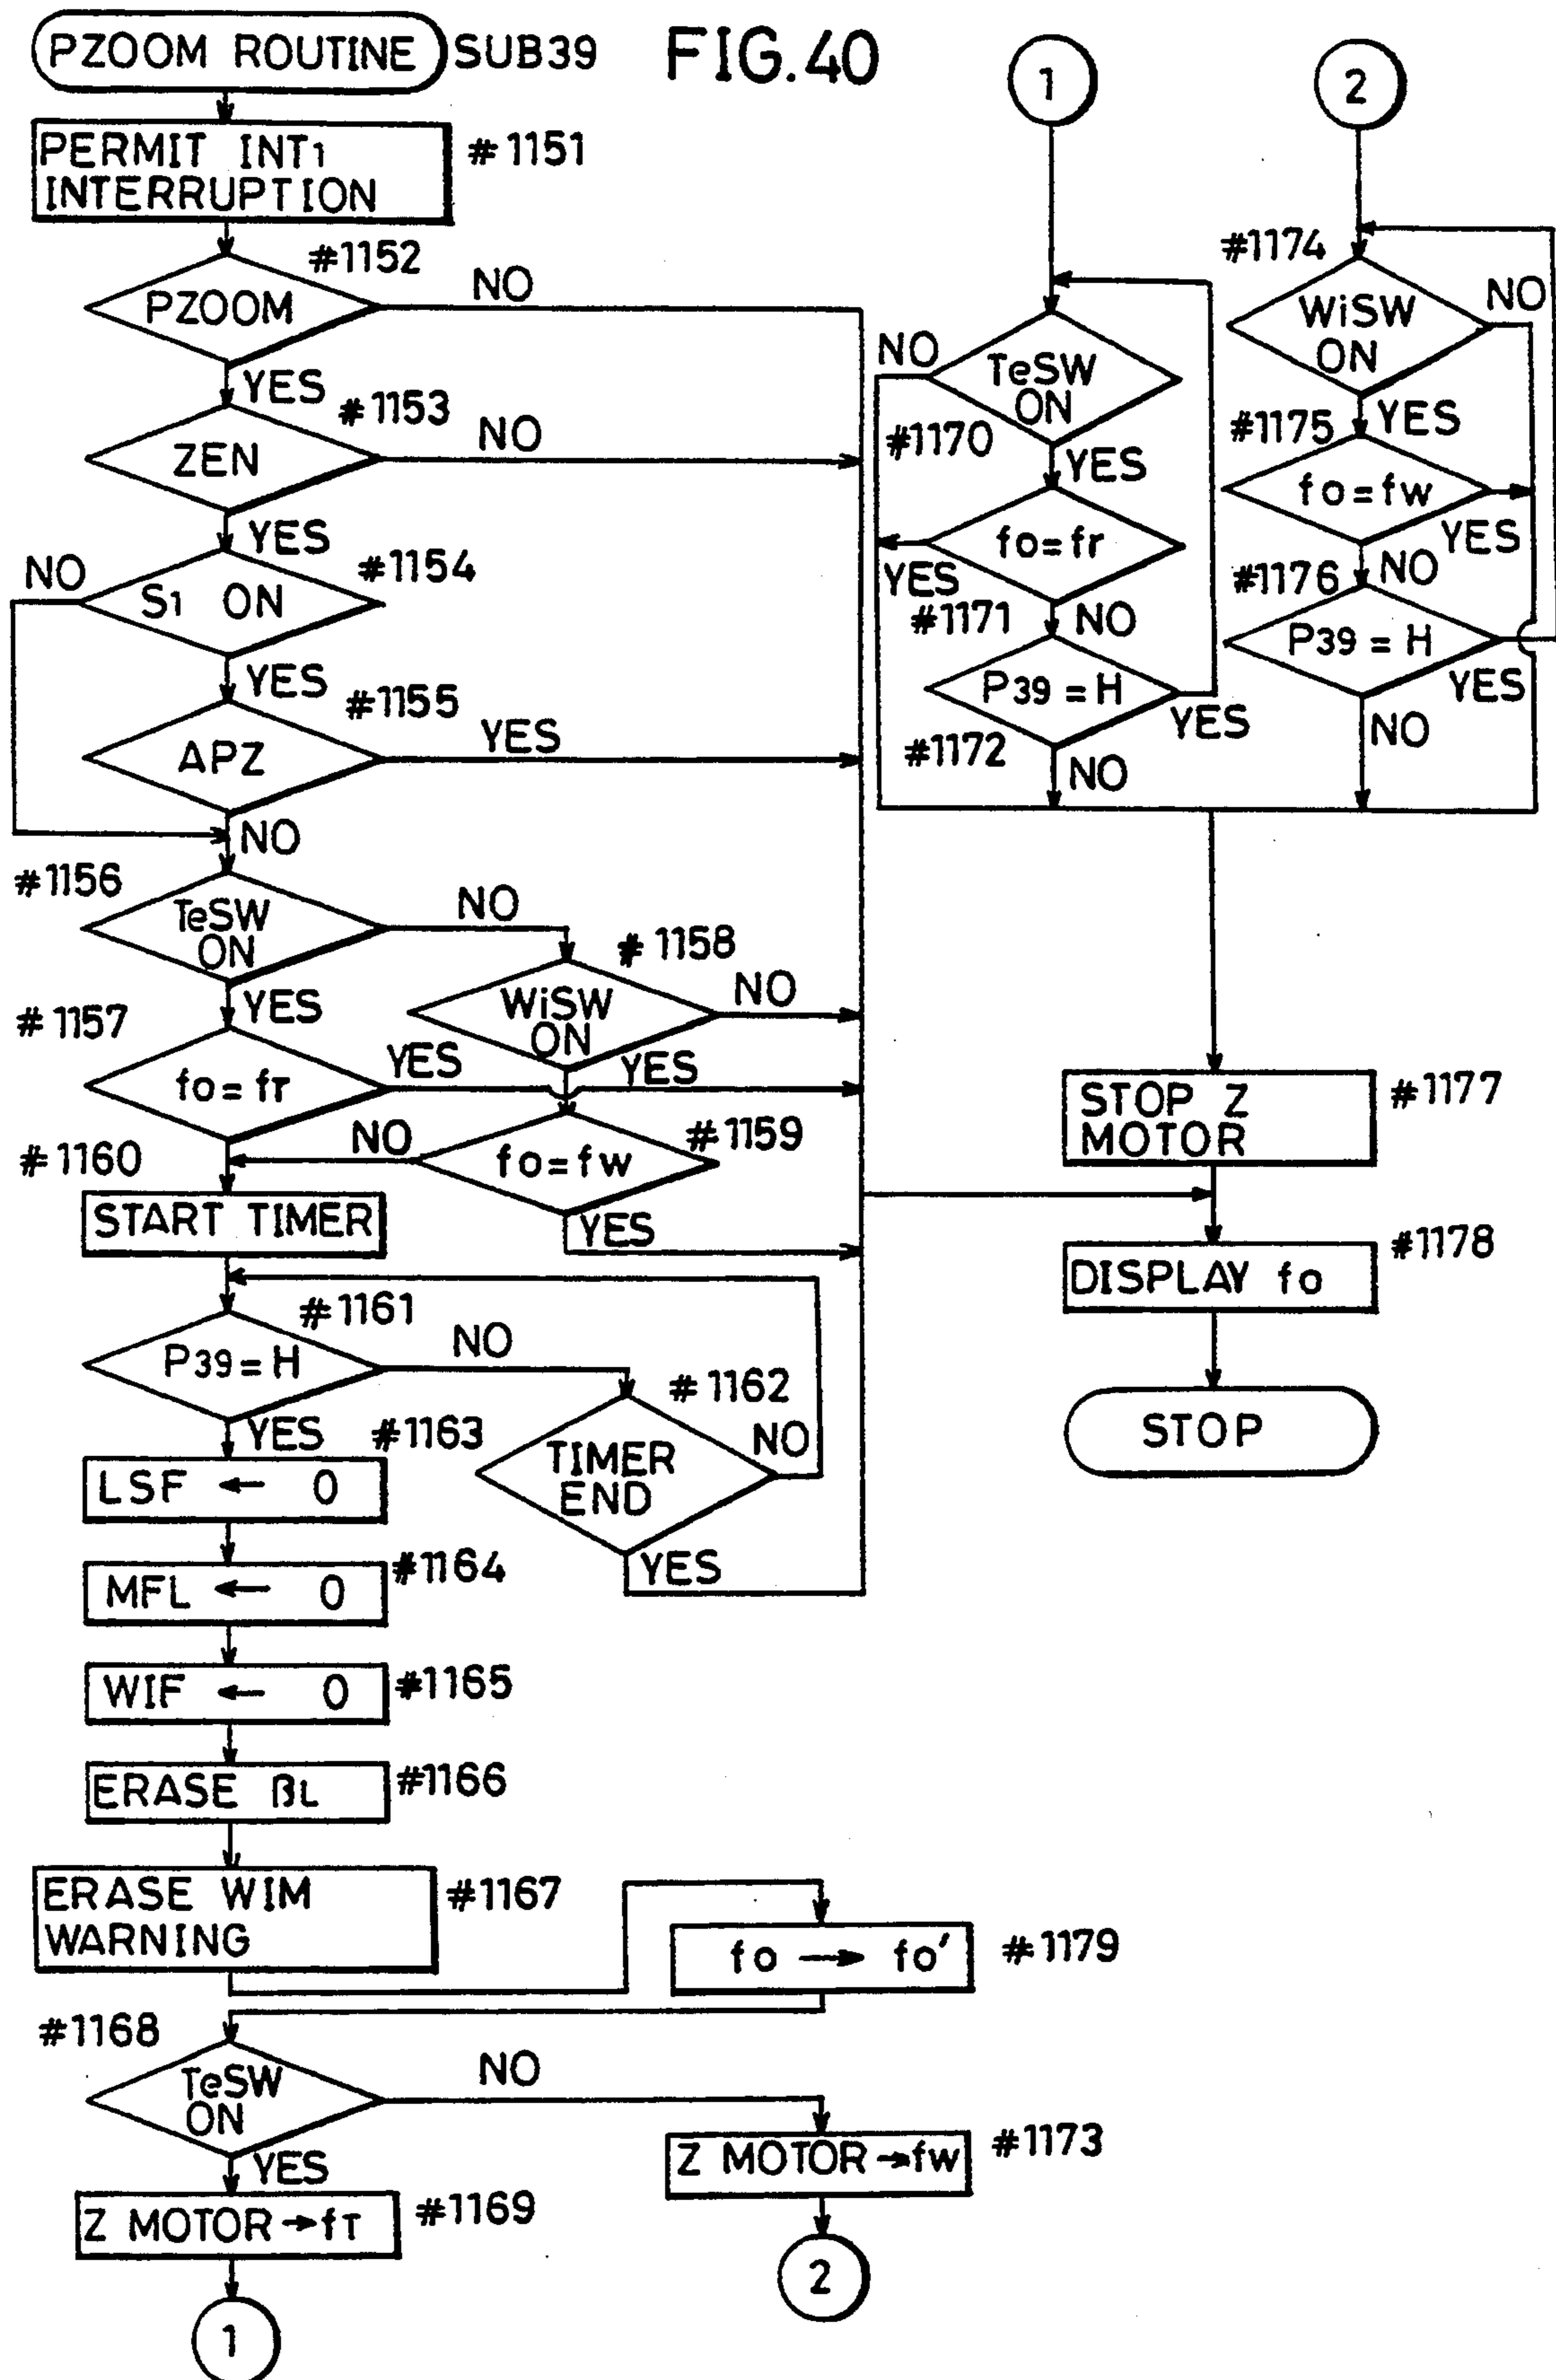 PZOOM ROUTINE SUB39
FIG.40
PERMIT INT1
INTERRUPTION
#1151
#1152
PZOOM
NO
YES
#1153
ZEN
NO
YES
#1154
NO
S1 ON
YES
#1155
APZ
YES
NO
#1156
TeSW
ON
NO
YES
#1158
WiSW
ON
NO
YES
#1157
fo=fT
YES
NO
#1159
fo=fw
YES
#1160
START TIMER
#1161
P39=H
NO
YES
#1162
TIMER
END
NO
YES
#1163
LSF ← 0
#1164
MFL ← 0
WIF ← 0
#1165
ERASE βL
#1166
ERASE WIM
WARNING
#1167
fo → fo'
#1179
#1168
TeSW
ON
NO
YES
Z MOTOR→fT
#1169
1
Z MOTOR→fw
#1173
2
1
NO
TeSW
ON
#1170
YES
fo=fr
YES
#1171
NO
P39=H
YES
#1172
NO
2
#1174
WiSW
ON
NO
YES
#1175
fo=fw
YES
NO
#1176
P39=H
YES
NO
STOP Z
MOTOR
#1177
#1178
DISPLAY fo
STOP